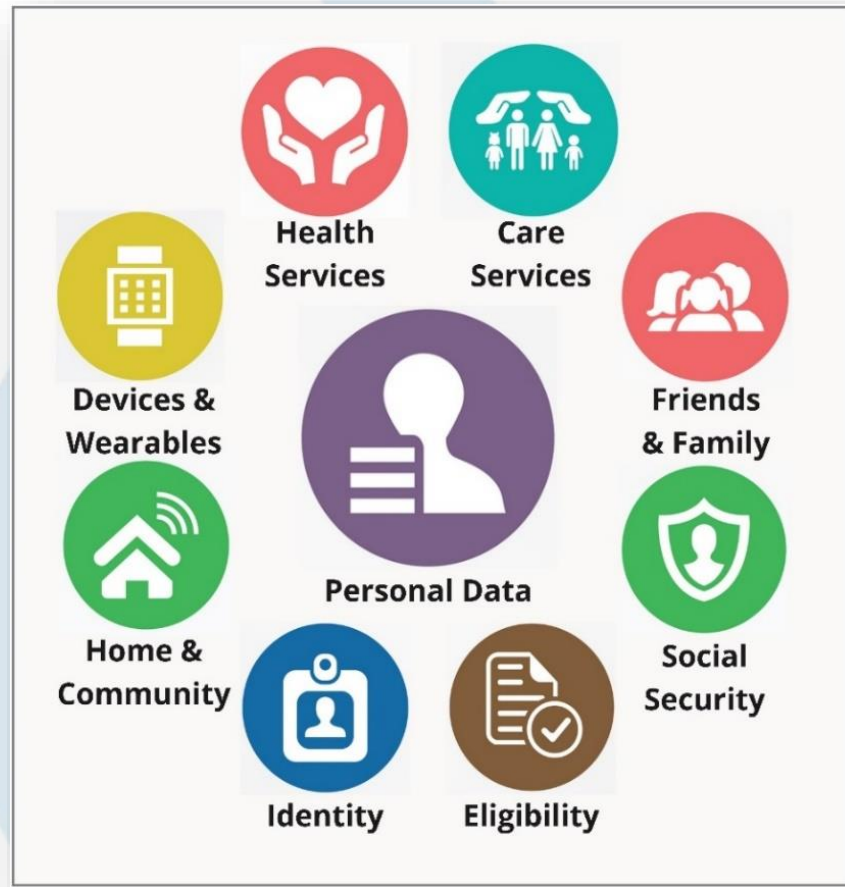 Health
Services
Care
Services
Devices &
Wearables
Friends
& Family
Personal Data
Home &
Community
Social
Security
Identity
Eligibility